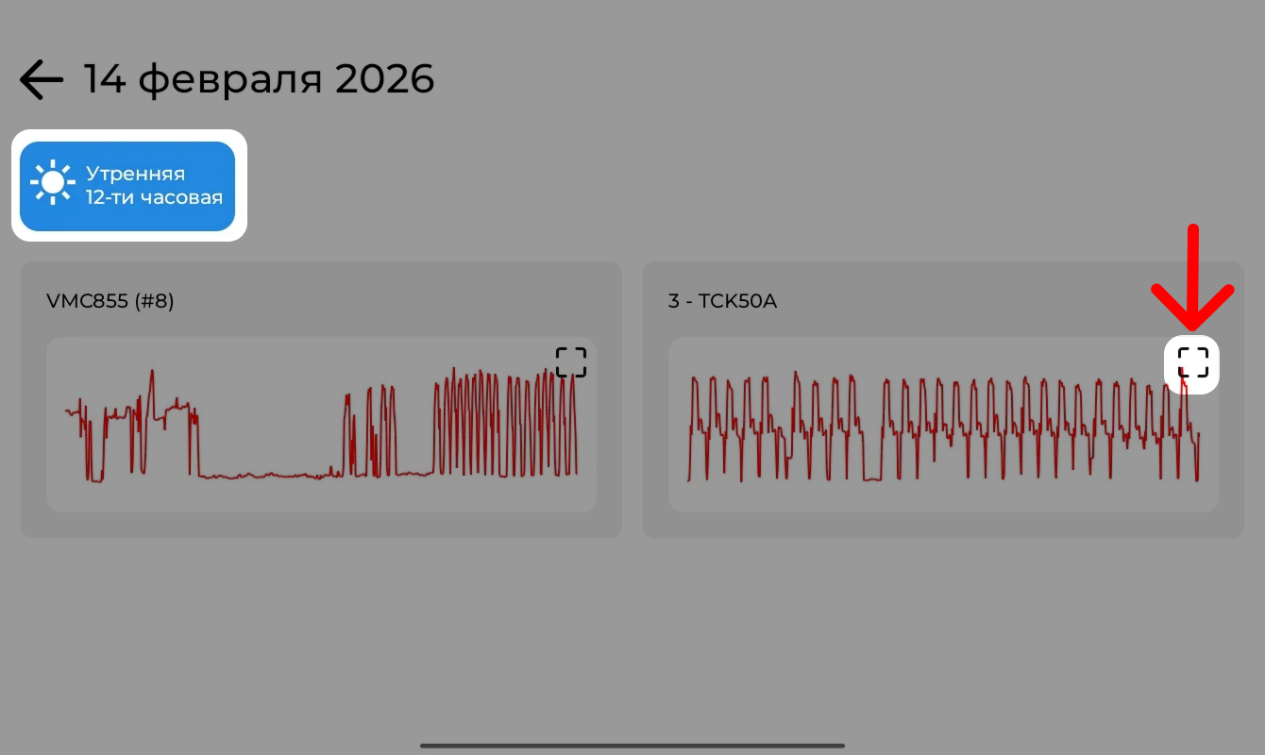 14 февраля 2026
Утренняя
12-ти часовая
VMC855 (#8)
3 - TCK50A